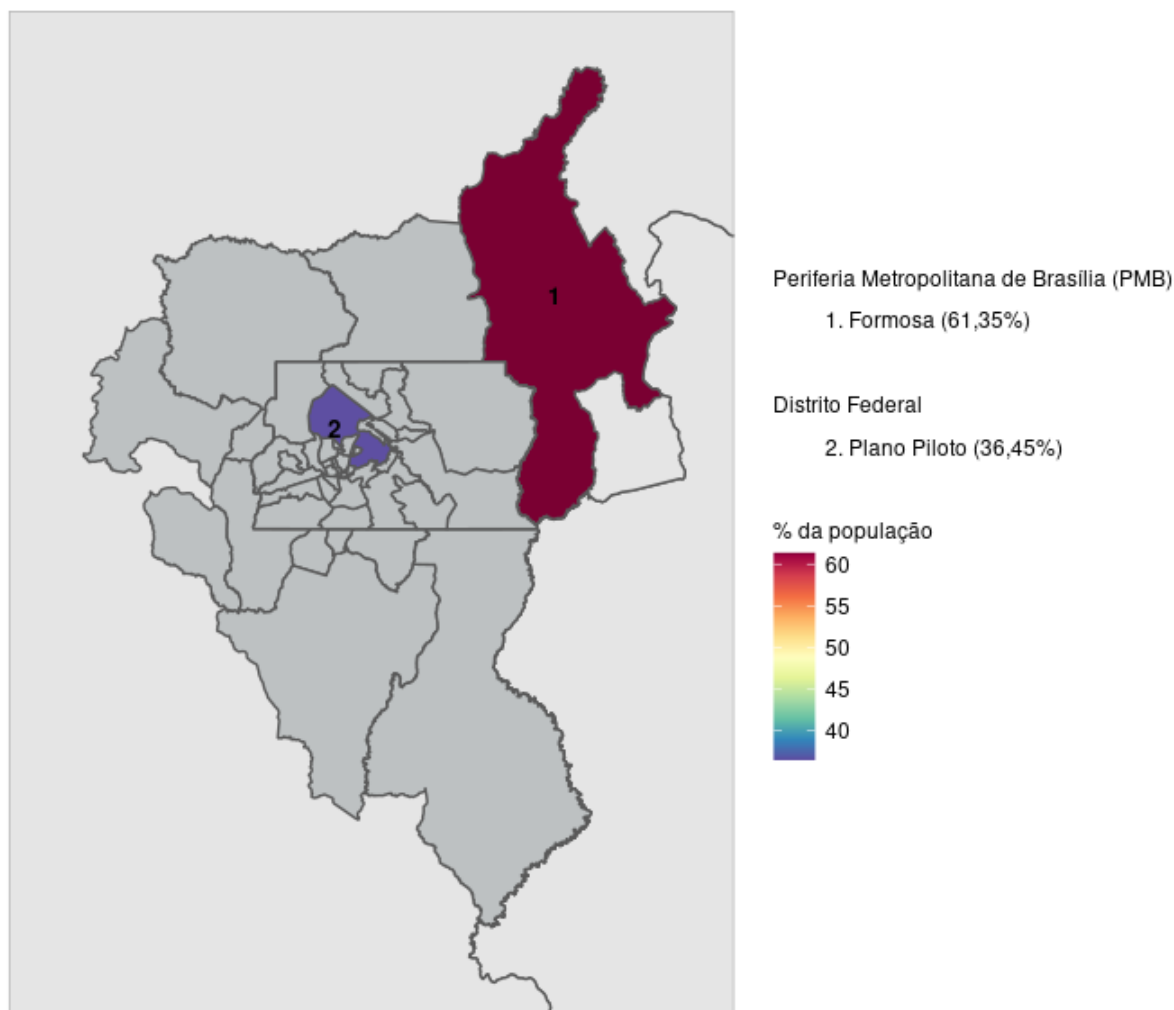 1
2
Periferia Metropolitana de Brasília (PMB)
1. Formosa (61,35%)
Distrito Federal
2. Plano Piloto (36,45%)
% da população
60
55
50
45
40